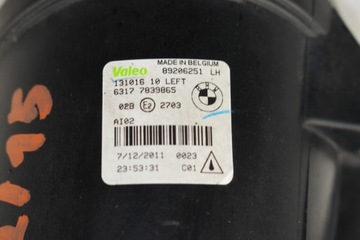 Valeo MADE IN BELGIUM
89206251 LH
131016 10 LEFT
6317 7839865
02B E2 2703
AI02
7/12/2011 0023
23:53:31 C01